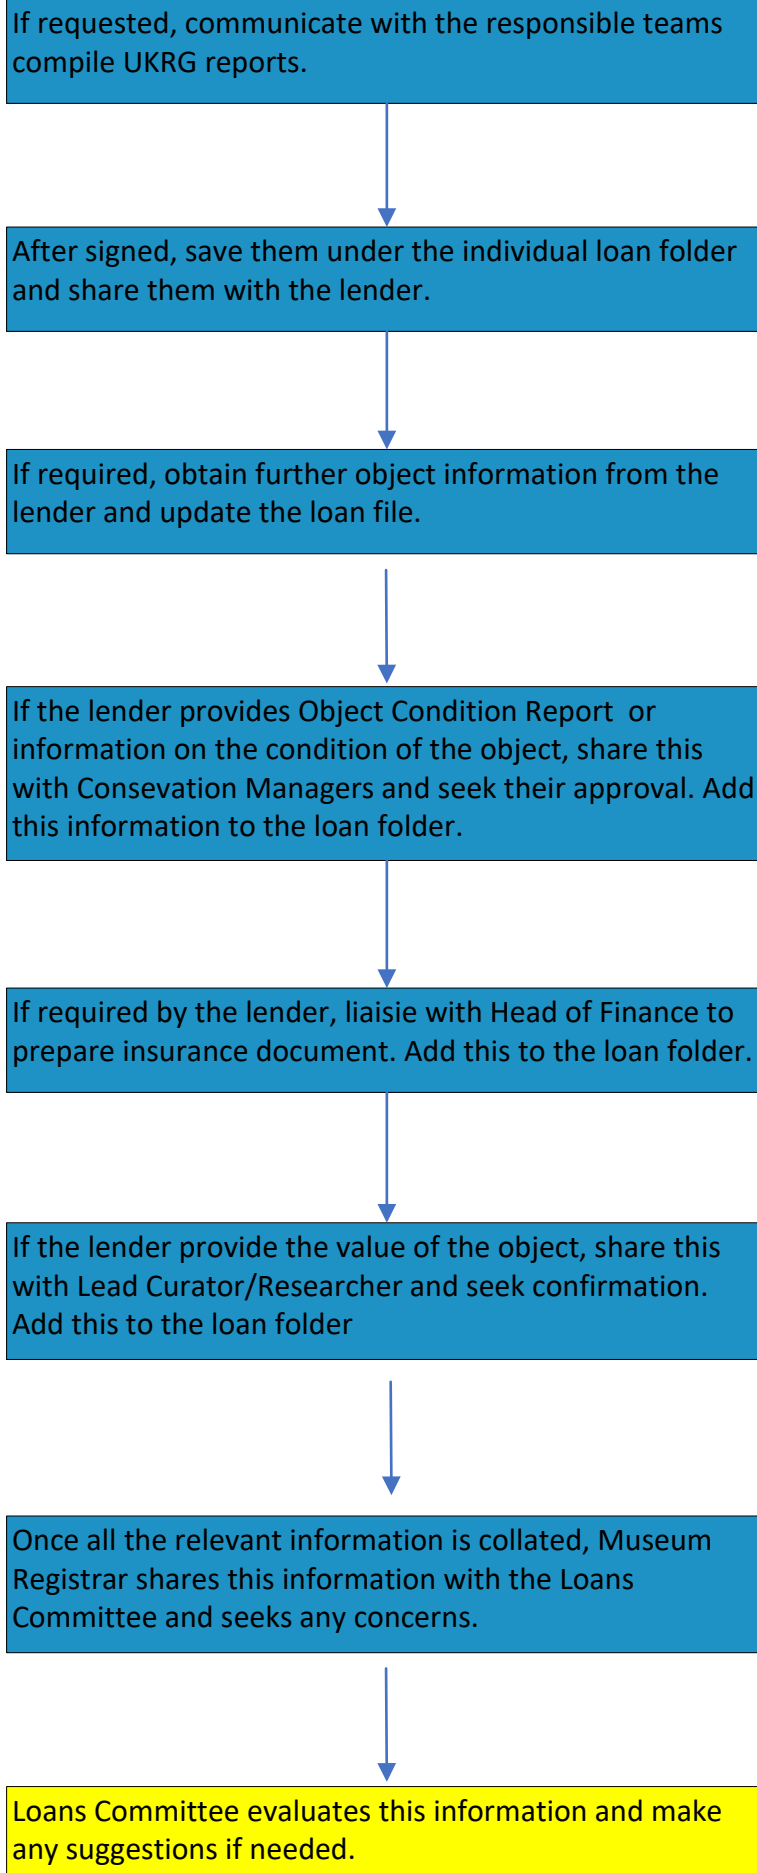 If requested, communicate with the responsible teams
compile UKRG reports.
After signed, save them under the individual loan folder
and share them with the lender.
If required, obtain further object information from the
lender and update the loan file.
If the lender provides Object Condition Report  or
information on the condition of the object, share this
with Consevation Managers and seek their approval. Add
this information to the loan folder.
If required by the lender, liaisie with Head of Finance to
prepare insurance document. Add this to the loan folder.
If the lender provide the value of the object, share this
with Lead Curator/Researcher and seek confirmation.
Add this to the loan folder
Once all the relevant information is collated, Museum
Registrar shares this information with the Loans
Committee and seeks any concerns.
Loans Committee evaluates this information and make
any suggestions if needed.